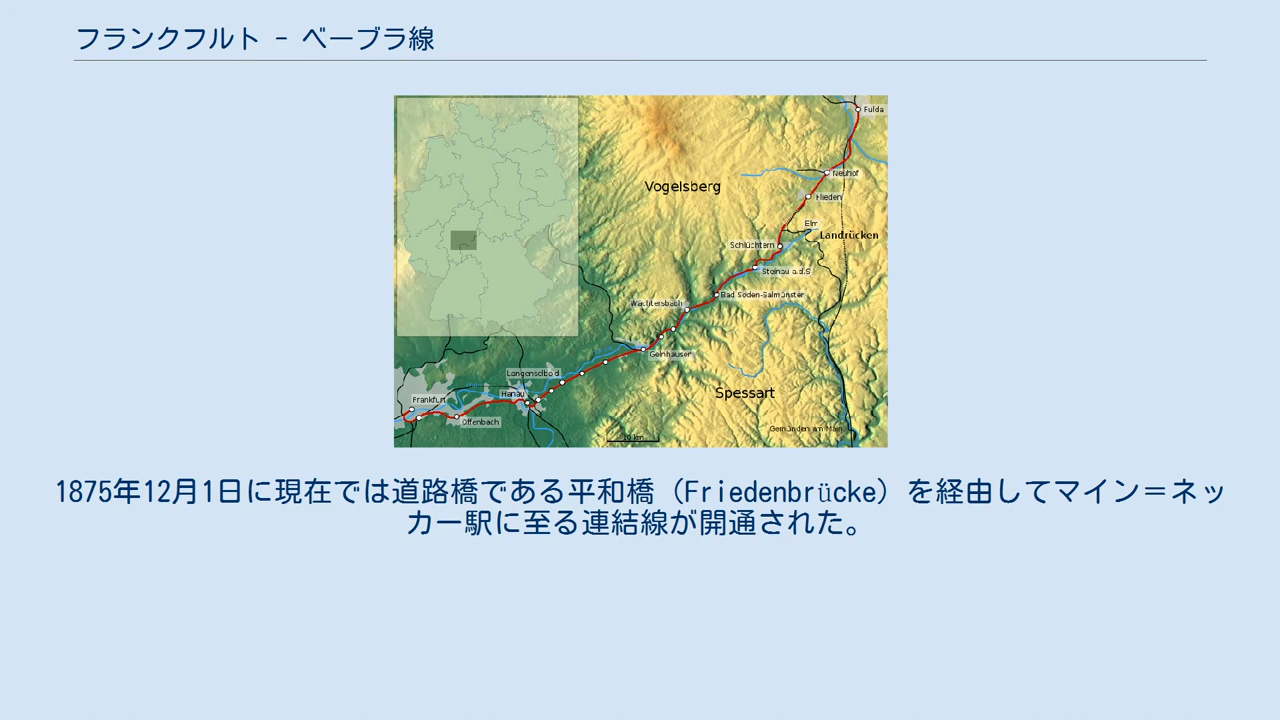 フランクフルト - ベーブラ線
Fulda
Neuhof
Vogelsberg
Flieden
Elm
Landrücken
Schlüchtern
Steinau a.d.S
Bad Soden-Salmünster
Wächtersbach
Gelnhausen
Langenselbold
Hanau
Spessart
Frankfurt
Offenbach
Gemünden am Main
10 km
1875年12月1日に現在では道路橋である平和橋（Friedenbrücke）を経由してマイン＝ネッ
カー駅に至る連結線が開通された。